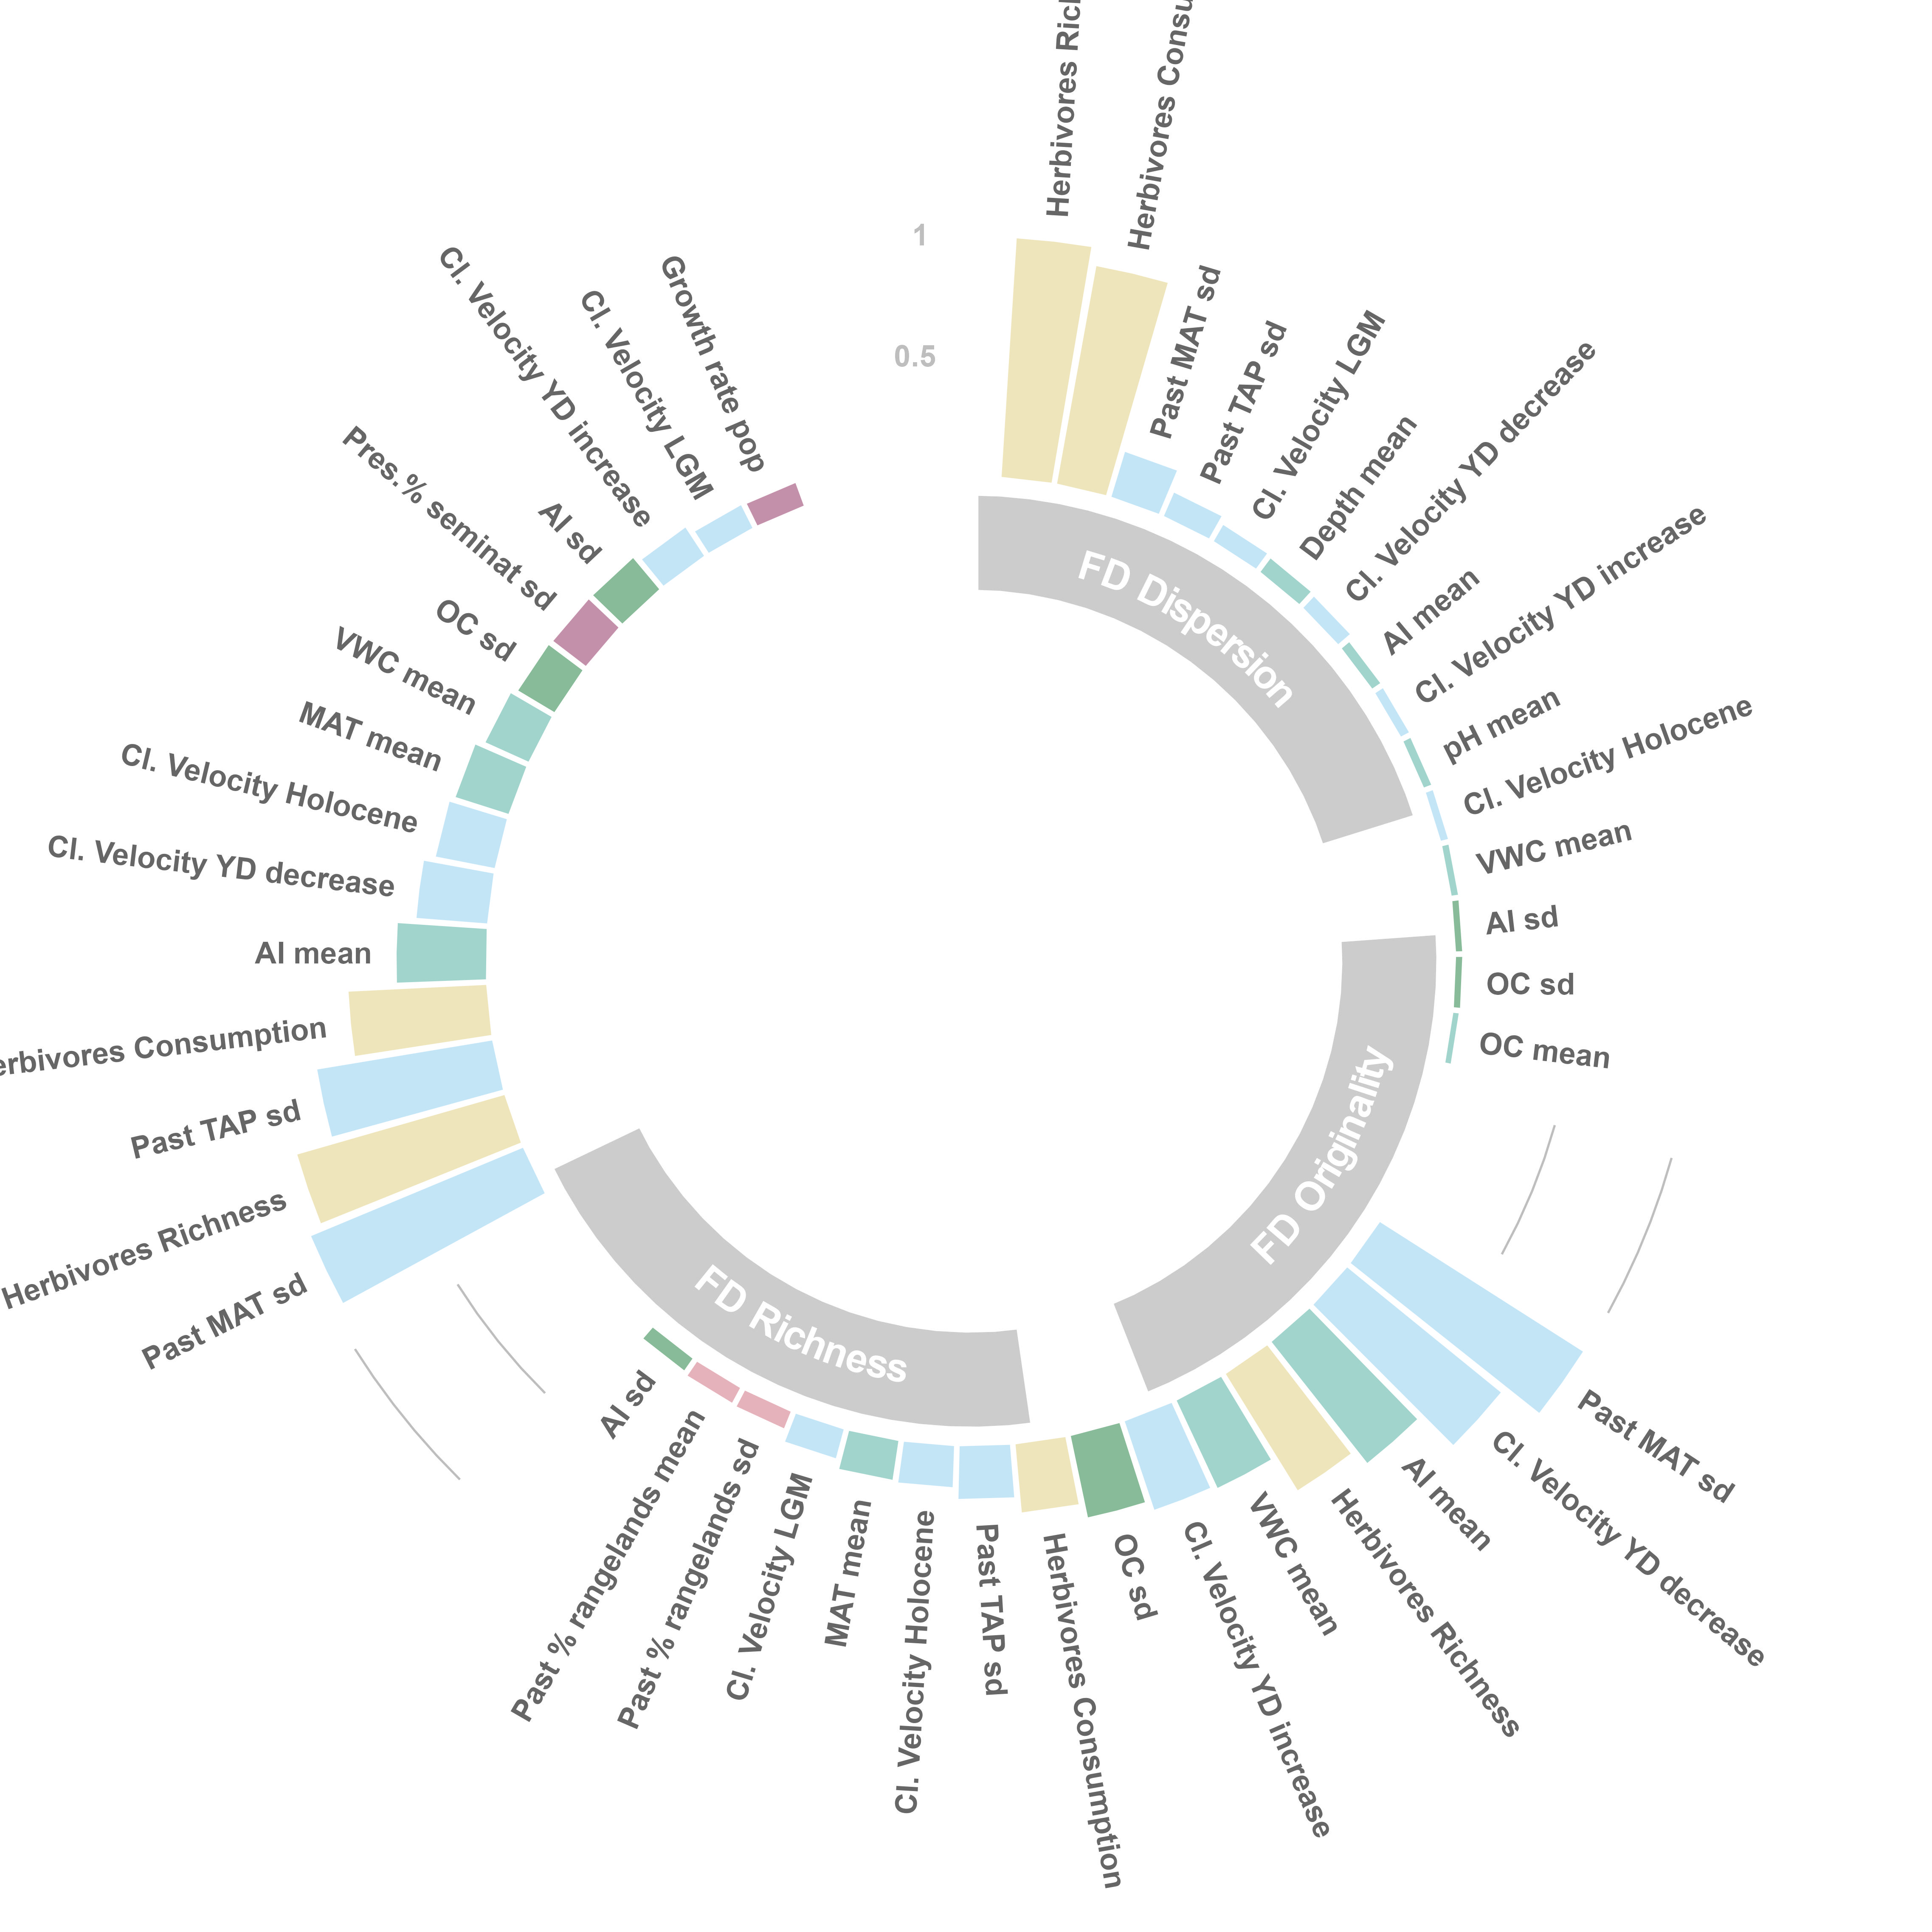 1
0.5
Herbivores
Herbivores
Past MAT sd
Past TAP sd
Cl. Velocity LGM
Depth mean
Cl. Velocity YD decrease
AI mean
Cl. Velocity YD increase
pH mean
Cl. Velocity Holocene
VWC mean
AI sd
OC sd
OC mean
FD Dispersion
FD Originality
FD Richness
Past MAT sd
Cl. Velocity YD decrease
AI mean
Herbivores Richness
VWC mean
Cl. Velocity YD increase
OC sd
Herbivores Consumption
Past TAP sd
Cl. Velocity Holocene
MAT mean
Cl. Velocity LGM
Past % rangelands sd
Past % rangelands mean
AI sd
Past MAT sd
Herbivores Richness
Past TAP sd
Consumption
AI mean
Cl. Velocity YD decrease
Cl. Velocity Holocene
MAT mean
VWC mean
OC sd
Pres.% seminat sd
AI sd
Cl. Velocity YD increase
Cl. Velocity LGM
Growth rate pop